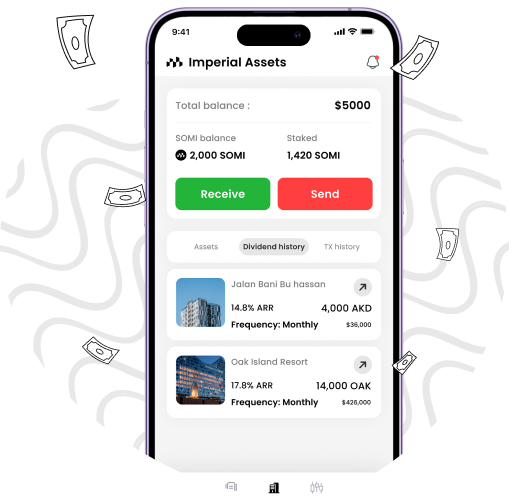 9:41
Imperial Assets
Total balance :
$5000
SOMI balance
Staked
2,000 SOMI
1,420 SOMI
Receive
Send
Assets
Dividend history
TX history
Jalan Bani Bu hassan
14.8% ARR
4,000 AKD
Frequency: Monthly
$36,000
Oak Island Resort
17.8% ARR
14,000 OAK
Frequency: Monthly
$426,000